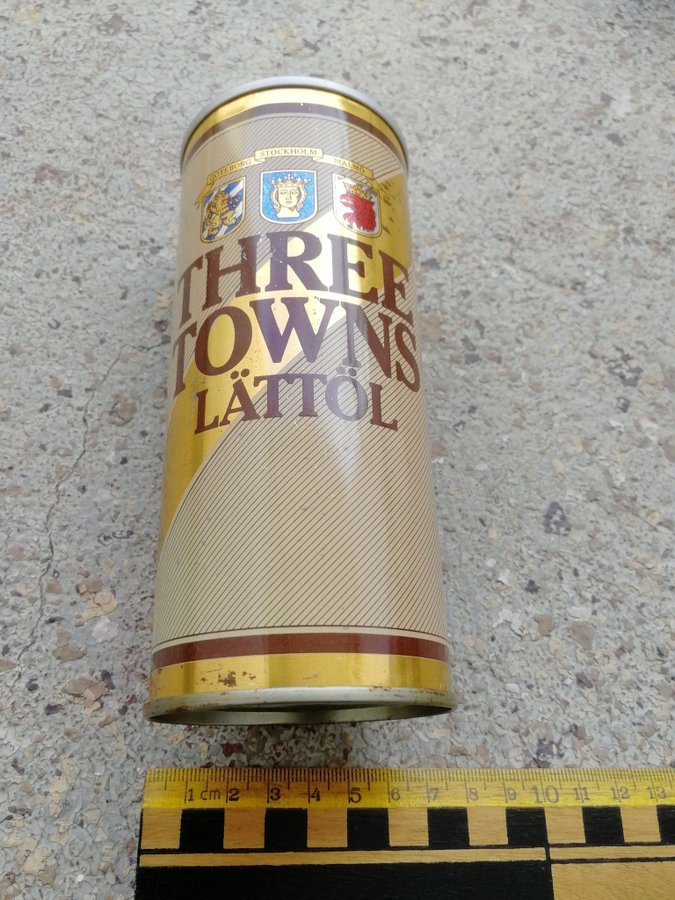 GÖTEBORG STOCKHOLM MALMÖ
THREE
TOWNS
LÄTTÖL
1 cm 2 3 4 5 6 7 8 9 10 11 12 13